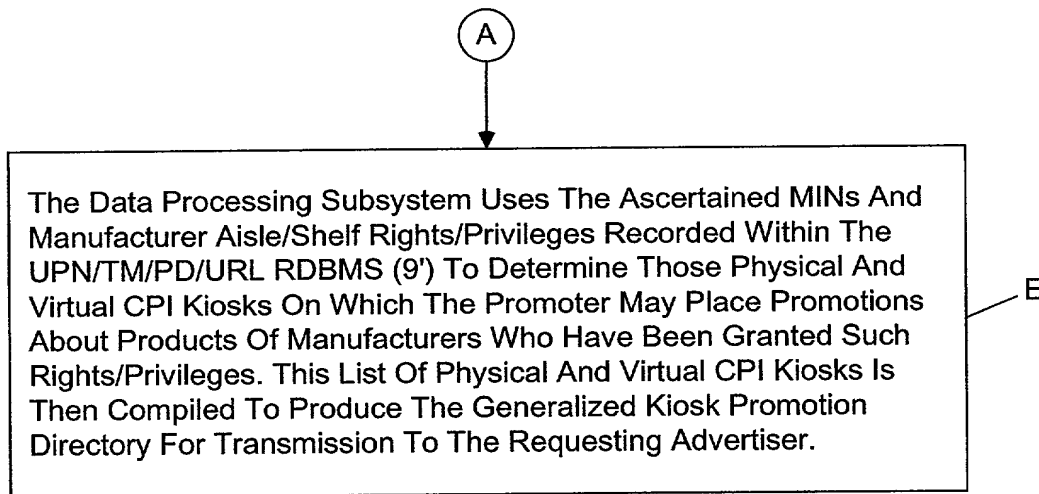 A
The Data Processing Subsystem Uses The Ascertained MINs And
Manufacturer Aisle/Shelf Rights/Privileges Recorded Within The
UPN/TM/PD/URL RDBMS (9') To Determine Those Physical And
Virtual CPI Kiosks On Which The Promoter May Place Promotions
About Products Of Manufacturers Who Have Been Granted Such
Rights/Privileges. This List Of Physical And Virtual CPI Kiosks Is
Then Compiled To Produce The Generalized Kiosk Promotion
Directory For Transmission To The Requesting Advertiser.
E